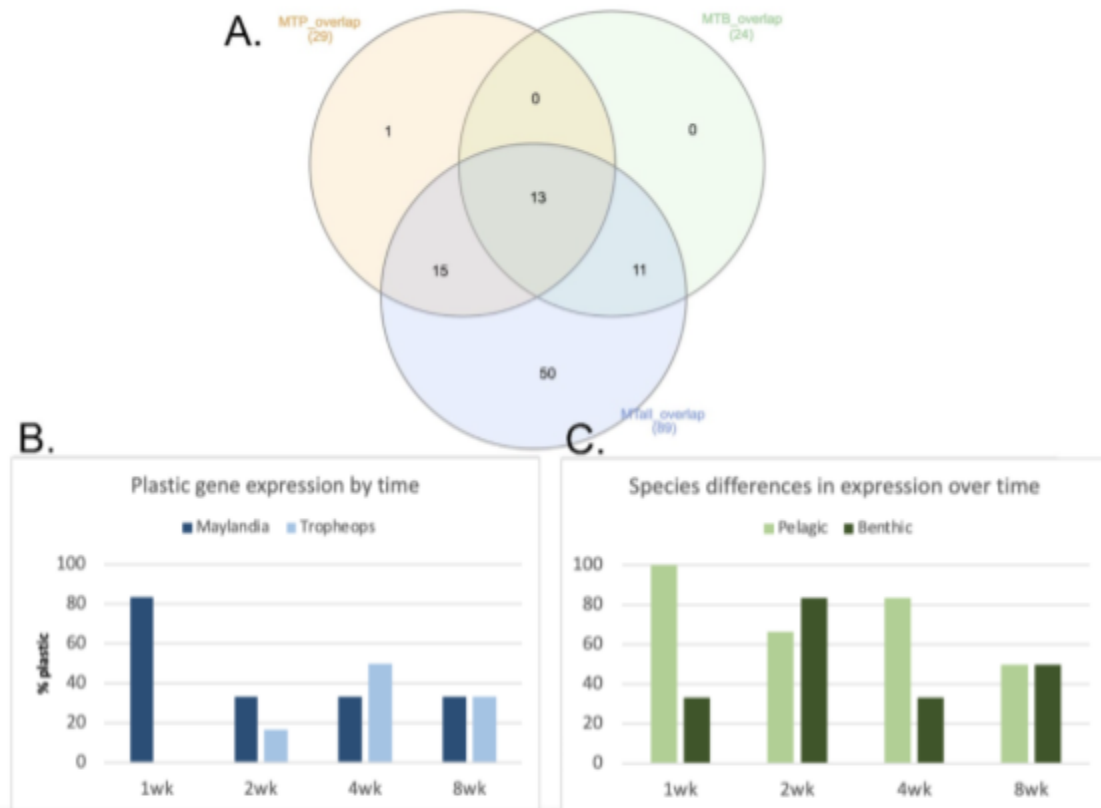 A.
MTP_overlap
(29)
MTB_overlap
(24)
1
0
0
13
15
11
50
MTall_overlap
(89)
B.
Plastic gene expression by time
Maylandia Tropheops
% plastic
100
80
60
40
20
0
1wk 2wk 4wk 8wk
C.
Species differences in expression over time
Pelagic Benthic
100
80
60
40
20
0
1wk 2wk 4wk 8wk